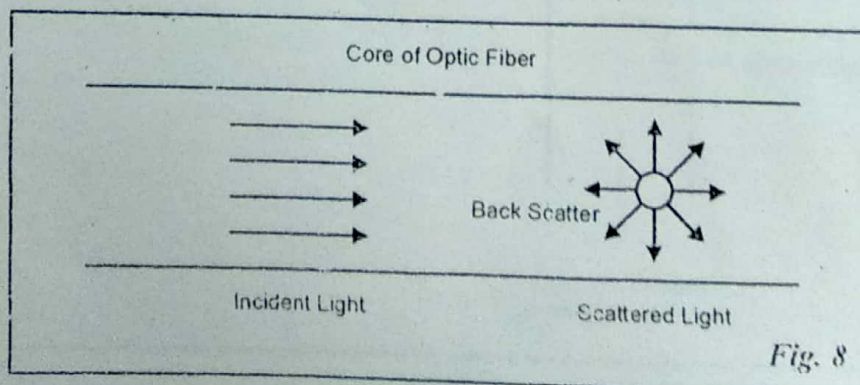 Core of Optic Fiber
Back Scatter
Incident Light
Scattered Light
Fig. 8